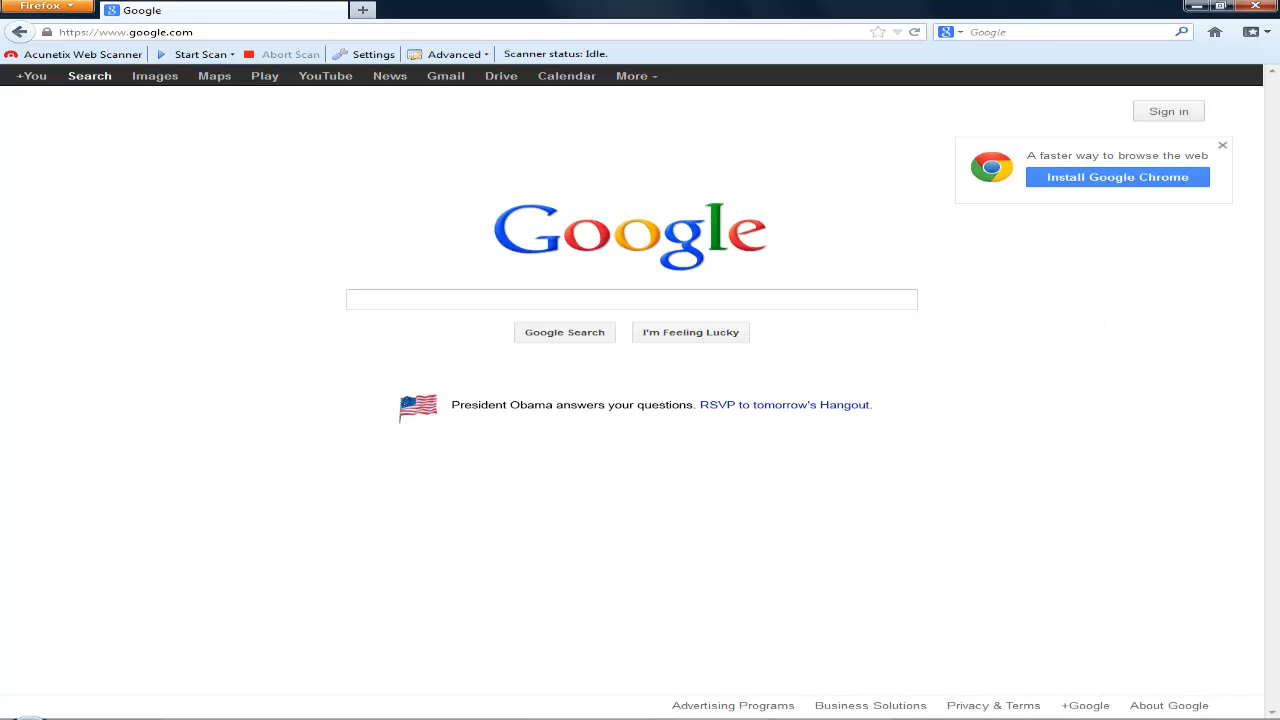 Firefox
Google
https://www.google.com
Google
Acunetix Web Scanner Start Scan Abort Scan Settings Advanced Scanner status: Idle.
+You Search Images Maps Play YouTube News Gmail Drive Calendar More
Sign in
A faster way to browse the web
Install Google Chrome
Google
Google Search I'm Feeling Lucky
President Obama answers your questions. RSVP to tomorrow's Hangout.
Advertising Programs Business Solutions Privacy & Terms +Google About Google